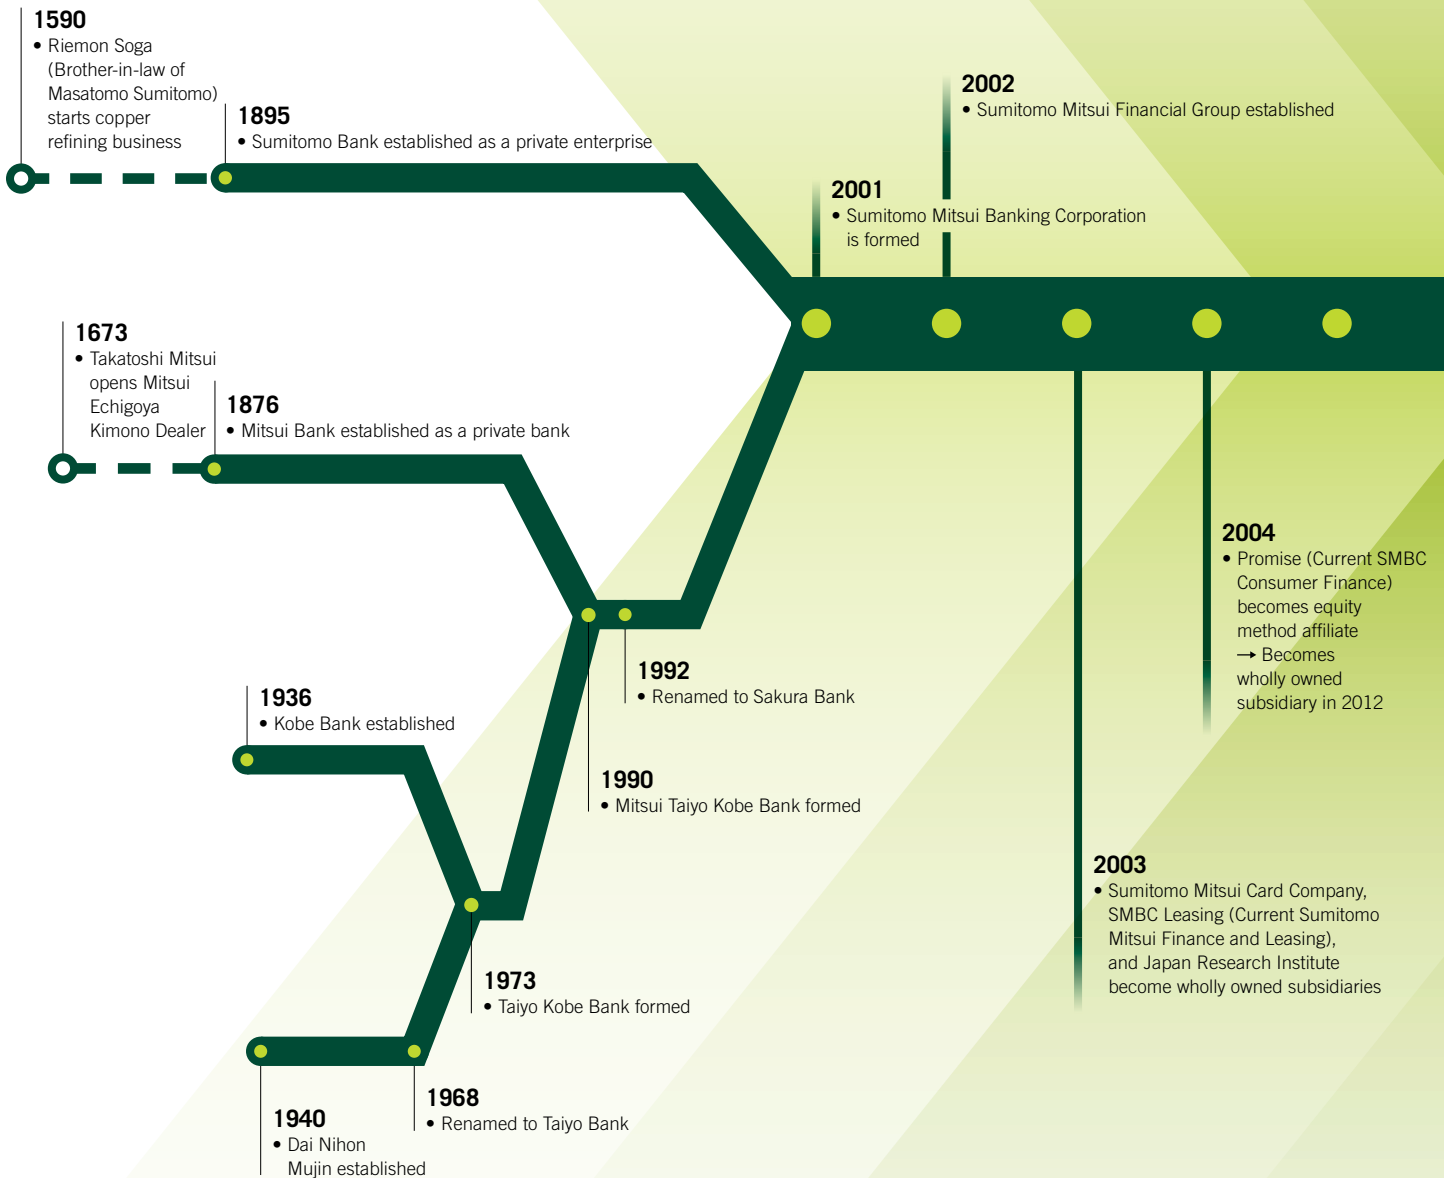 1590
• Riemon Soga
(Brother-in-law of
Masatomo Sumitomo)
starts copper
refining business
1895
• Sumitomo Bank established as a private enterprise
2002
• Sumitomo Mitsui Financial Group established
2001
• Sumitomo Mitsui Banking Corporation
is formed
1673
• Takatoshi Mitsui
opens Mitsui
Echigoya
Kimono Dealer
1876
• Mitsui Bank established as a private bank
2004
• Promise (Current SMBC
Consumer Finance)
becomes equity
method affiliate
→ Becomes
wholly owned
subsidiary in 2012
1992
• Renamed to Sakura Bank
1936
• Kobe Bank established
1990
• Mitsui Taiyo Kobe Bank formed
2003
• Sumitomo Mitsui Card Company,
SMBC Leasing (Current Sumitomo
Mitsui Finance and Leasing),
and Japan Research Institute
become wholly owned subsidiaries
1973
• Taiyo Kobe Bank formed
1968
• Renamed to Taiyo Bank
1940
• Dai Nihon
Mujin established